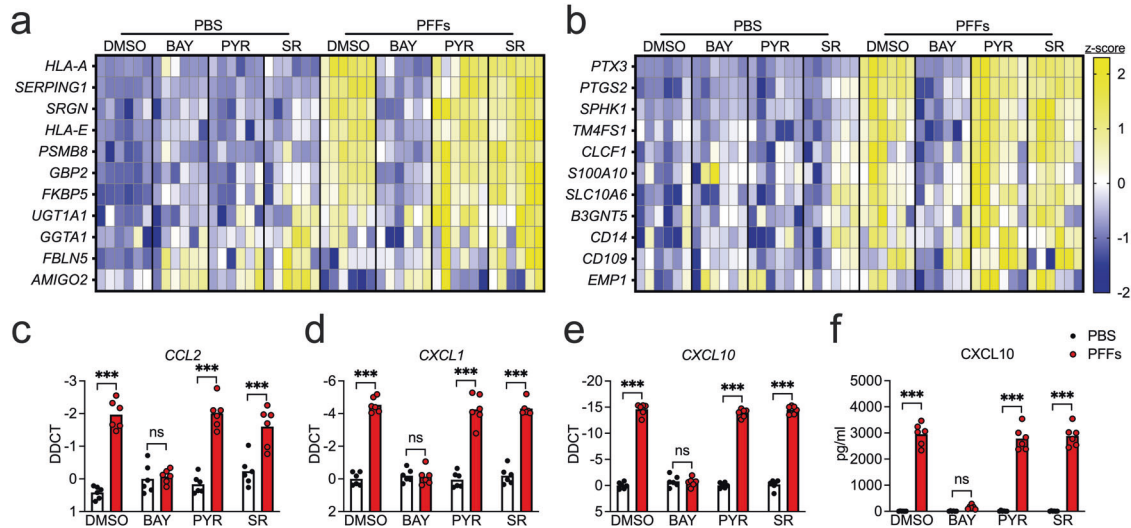 a
PBS
PFFs
DMSO BAY PYR SR DMSO BAY PYR SR
HLA-A
SERPING1
SRGN
HLA-E
PSMB8
GBP2
FKBP5
UGT1A1
GGTA1
FBLN5
AMIGO2
b
PBS
PFFs
DMSO BAY PYR SR DMSO BAY PYR SR
z-score
PTX3
PTGS2
SPHK1
TM4FS1
CLCF1
S100A10
SLC10A6
B3GNT5
CD14
CD109
EMP1
2
1
0
-1
-2
c
CCL2
DDCT
-3
-2
-1
0
1
***
ns
***
***
DMSO BAY PYR SR
d
CXCL1
DDCT
-6
-4
-2
0
2
***
ns
***
***
DMSO BAY PYR SR
e
CXCL10
DDCT
-20
-15
-10
-5
0
5
***
ns
***
***
DMSO BAY PYR SR
f
CXCL10
PBS
PFFs
pg/ml
5000
4000
3000
2000
1000
0
***
ns
***
***
DMSO BAY PYR SR